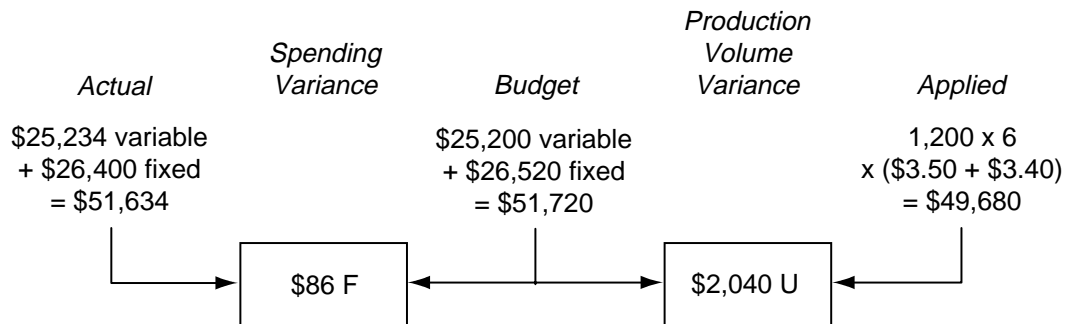 Actual
Spending
Variance
Budget
Production
Volume
Variance
Applied
$25,234 variable
+ $26,400 fixed
= $51,634
$25,200 variable
+ $26,520 fixed
= $51,720
1,200 x 6
x ($3.50 + $3.40)
= $49,680
$86 F
$2,040 U